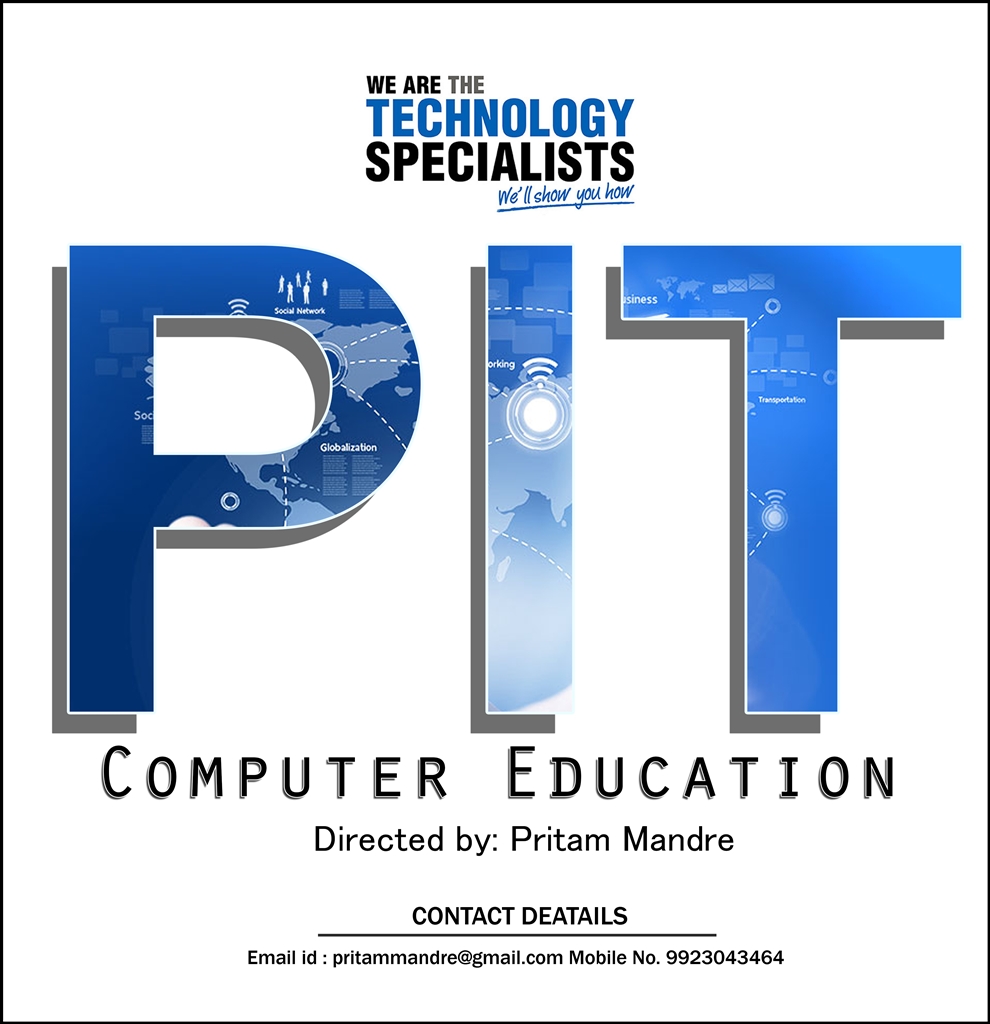 WE ARE THE
TECHNOLOGY
SPECIALISTS
We'll show you how
PIT
Social Network
usiness
orking
Transportation
Soc
Globalization
COMPUTER EDUCATION
Directed by: Pritam Mandre
CONTACT DEATAILS
Email id : pritammandre@gmail.com Mobile No. 9923043464